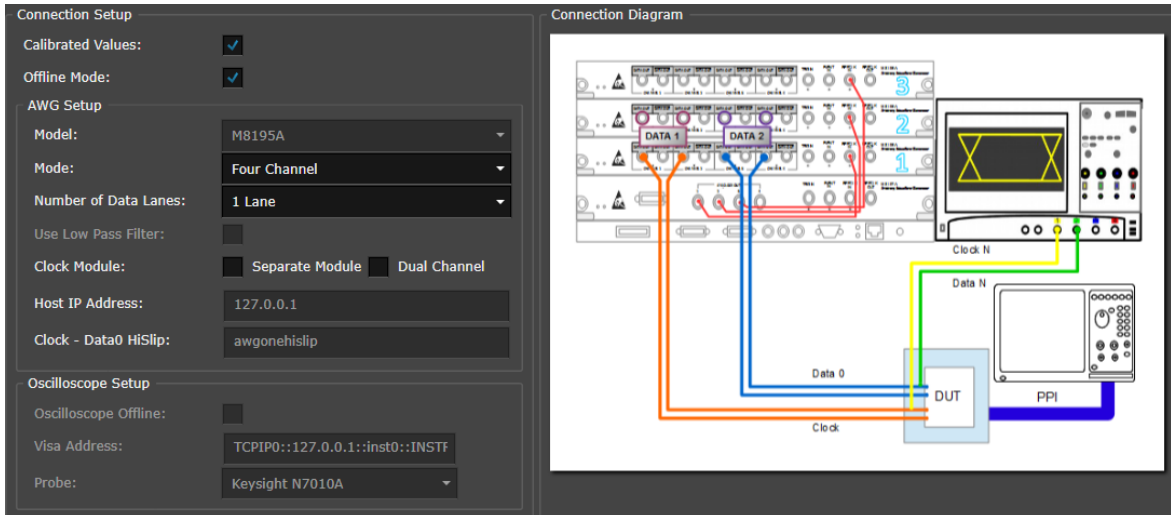 Connection Setup
Calibrated Values:
Offline Mode:
AWG Setup
Model: M8195A
Mode: Four Channel
Number of Data Lanes: 1 Lane
Use Low Pass Filter:
Clock Module: Separate Module Dual Channel
Host IP Address: 127.0.0.1
Clock - Data0 HiSlip: awgonehislip
Oscilloscope Setup
Oscilloscope Offline:
Visa Address: TCPIP0::127.0.0.1::inst0::INSTF
Probe: Keysight N7010A
Connection Diagram
3
2
DATA 1 DATA 2
1
Clock N
Data N
Data 0
DUT
PPI
Clock